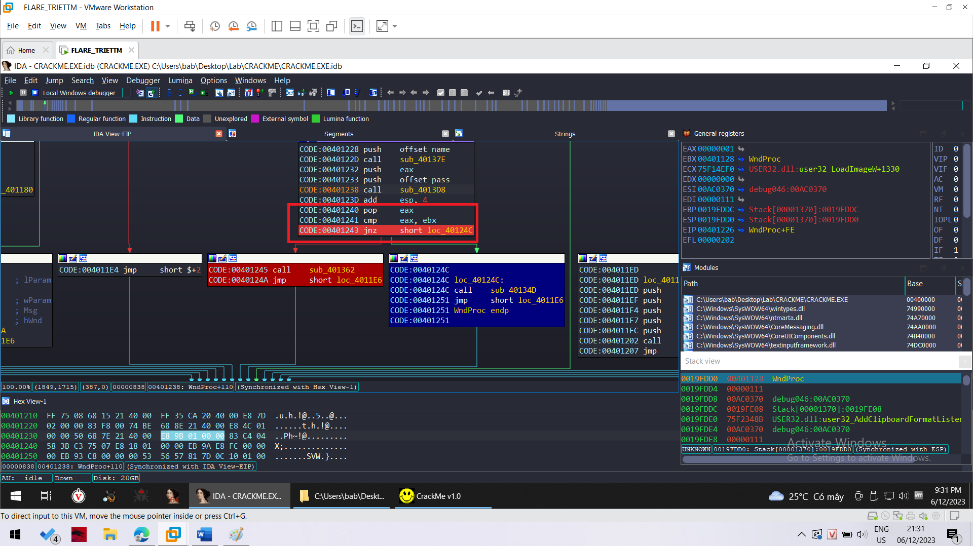 FLARE_TRIETTM - VMware Workstation
File Edit View VM Tabs Help
Home FLARE_TRIETTM
IDA - CRACKME.EXE.idb (CRACKME.EXE) C:\Users\bab\Desktop\Lab\CRACKME\CRACKME.EXE.idb
File Edit Jump Search View Debugger Lumina Options Windows Help
Local Windows debugger
Library function Regular function Instruction Data Unexplored External symbol Lumina function
IDA View-EIP Segments Strings General registers
CODE:00401228 push offset name
CODE:0040122D call sub_40137E
CODE:00401232 push eax
CODE:00401233 push offset pass
CODE:00401238 call sub_4013D8
CODE:0040123D add esp, 4
CODE:00401240 pop eax
CODE:00401241 cmp eax, ebx
CODE:00401243 jnz short loc_40124C
_401180
CODE:004011E4 jmp short $+2
; lParam
; wParam
; Msg
; hWnd
1E6
CODE:00401245 call sub_401362
CODE:0040124A jmp short loc_4011E6
CODE:0040124C
CODE:0040124C loc_40124C:
CODE:0040124C call sub_40134D
CODE:00401251 jmp short loc_4011E6
CODE:00401251 WndProc endp
CODE:00401251
CODE:004011ED
CODE:004011ED loc_4011
CODE:004011ED push
CODE:004011F4 push
CODE:004011F7 push
CODE:004011FC push
CODE:00401202 call
CODE:00401207 jmp
EAX 00000001
EBX 00401128 WndProc
ECX 75F14EF0 USER32.dll:user32_LoadImageW+1330
EDX 00000000
ESI 00AC0370 debug046:00AC0370
EDI 00000111
EBP 0019FDDC Stack[00001370]:0019FDDC
ESP 0019FDD0 Stack[00001370]:0019FDD0
EIP 00401226 WndProc+FE
EFL 00000202
ID 0
VIP 0
VIF 0
AC 0
VM 0
RF 0
NT 0
IOPL 0
OF 0
DF 0
IF 1
Modules
Path Base
C:\Users\bab\Desktop\Lab\CRACKME\CRACKME.EXE 00400000
C:\Windows\SysWOW64\wintypes.dll 74990000
C:\Windows\SysWOW64\ntmarta.dll 74A70000
C:\Windows\SysWOW64\CoreMessaging.dll 74AA0000
C:\Windows\SysWOW64\CoreUIComponents.dll 74B40000
C:\Windows\SysWOW64\textinputframework.dll 74DC0000
Stack view
0019FDD0 WndProc
0019FDD4 00000000
0019FDD8 00AC0370 debug046:00AC0370
0019FDDC 0019FE08 Stack[00001370]:0019FE08
0019FDE0 75F2348B USER32.dll:user32_AddClipboardFormatListener
0019FDE4 00AC0370 debug046:00AC0370
0019FDE8 00000111
UNKNOWN 0019FDD0: Stack[00001370]:0019FDD0 (Synchronized with ESP)
Activate Windows
Go to Settings to activate Windows.
100.00% (1849,1715) (387,0) 00000838 00401238: WndProc+110 (Synchronized with Hex View-1)
Hex View-1
00401210 FF 75 08 68 15 21 40 00 FF 35 CA 20 40 00 E8 7D .u.h.!@..5..@...
00401220 02 00 00 83 F8 00 74 BE 68 8E 21 40 00 E8 4C 01
00401230 00 00 50 68 7E 21 40 00 E8 9B 01 00 00 83 C4 04 ..Ph~!@.........
00401240 58 3B C3 75 07 E8 18 01 00 00 EB 9A E8 FC 00 00
00401250 00 EB 93 C8 00 00 00 53 56 57 81 7D 0C 10 01 00 .......SVW.}....
00000838 00401238: WndProc+110 (Synchronized with IDA View-EIP)
AU: idle Down Disk: 20GB
IDA - CRACKME.EX... C:\Users\bab\Deskt... CrackMe v1.0 25°C Có mây 9:31 PM
6/12/2023
To direct input to this VM, move the mouse pointer inside or press Ctrl+G.
4 ENG 21:31
US 06/12/2023 1